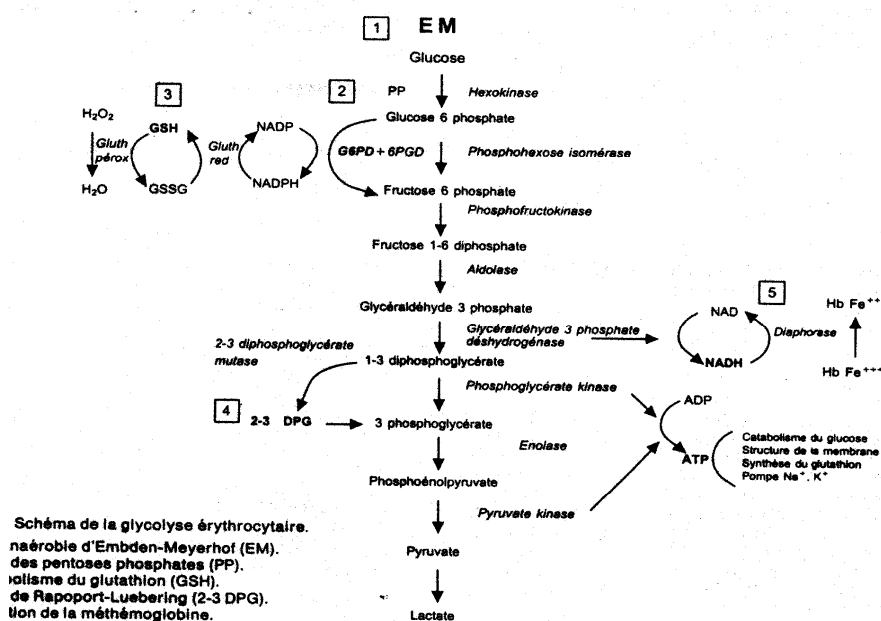 1 EM
Glucose
PP Hexokinase
2
3
Glucose 6 phosphate
H2O2
GSH
NADP
Gluth pérox
Gluth red
G6PD + 6PGD
Phosphohexose isomérase
H2O
GSSG
NADPH
Fructose 6 phosphate
Phosphofructokinase
Fructose 1-6 diphosphate
Aldolase
Glycéraldéhyde 3 phosphate
5
NAD
Hb Fe++
Glycéraldéhyde 3 phosphate
déshydrogénase
Diaphorase
NADH
Hb Fe+++
2-3 diphosphoglycérate
mutase
1-3 diphosphoglycérate
Phosphoglycérate kinase
ADP
4 2-3 DPG
3 phosphoglycérate
Enolase
ATP
Catabolisme du glucose
Structure de la membrane
Synthèse du glutathion
Pompe Na+. K+
Phosphoénolpyruvate
Pyruvate kinase
Pyruvate
Lactate
Schéma de la glycolyse érythrocytaire.
naérobie d'Embden-Meyerhof (EM).
des pentoses phosphates (PP).
olisme du glutathion (GSH).
de Rapoport-Luebering (2-3 DPG).
tion de la méthémoglobine.